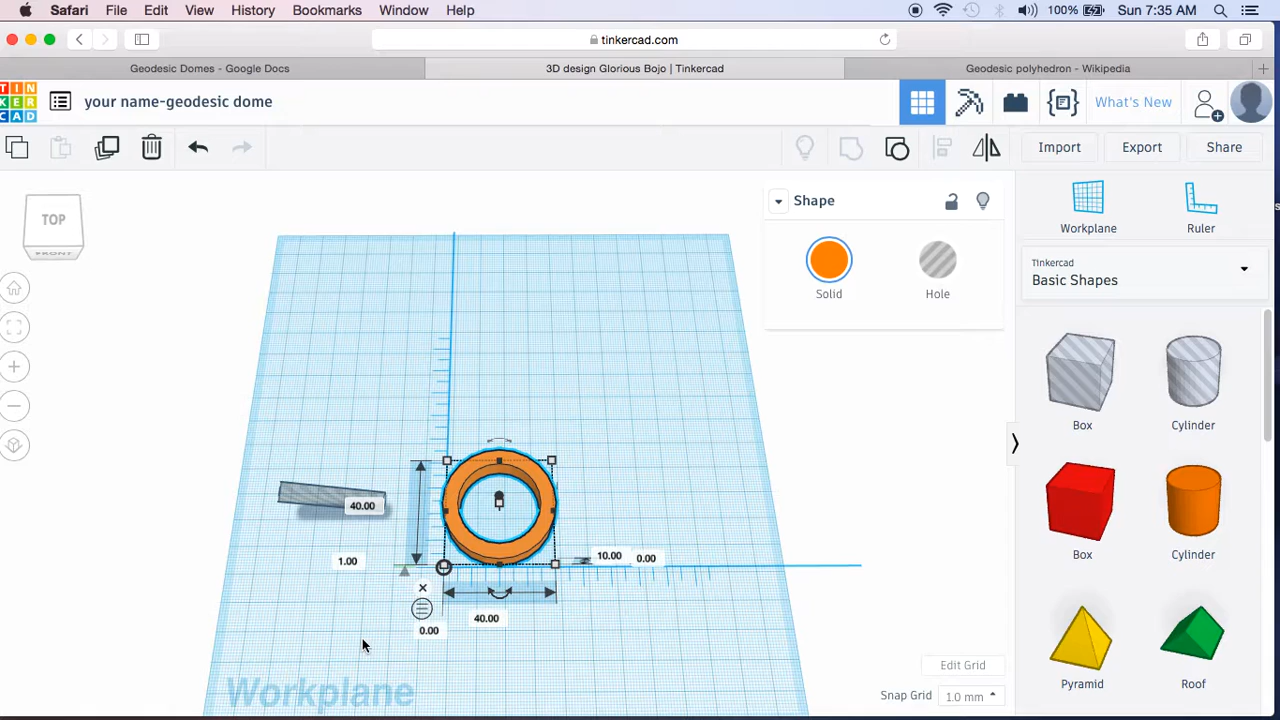 Safari File Edit View History Bookmarks Window Help 100% Sun 7:35 AM
tinkercad.com
Geodesic Domes - Google Docs 3D design Glorious Bojo | Tinkercad Geodesic polyhedron - Wikipedia
TIN
KER
CAD
your name-geodesic dome What's New
Import Export Share
TOP
FRONT
Shape
Solid Hole
Workplane Ruler
Tinkercad
Basic Shapes
Box Cylinder
Box Cylinder
Pyramid Roof
40.00
1.00
10.00 0.00
40.00
0.00
Workplane
Edit Grid
Snap Grid 1.0 mm